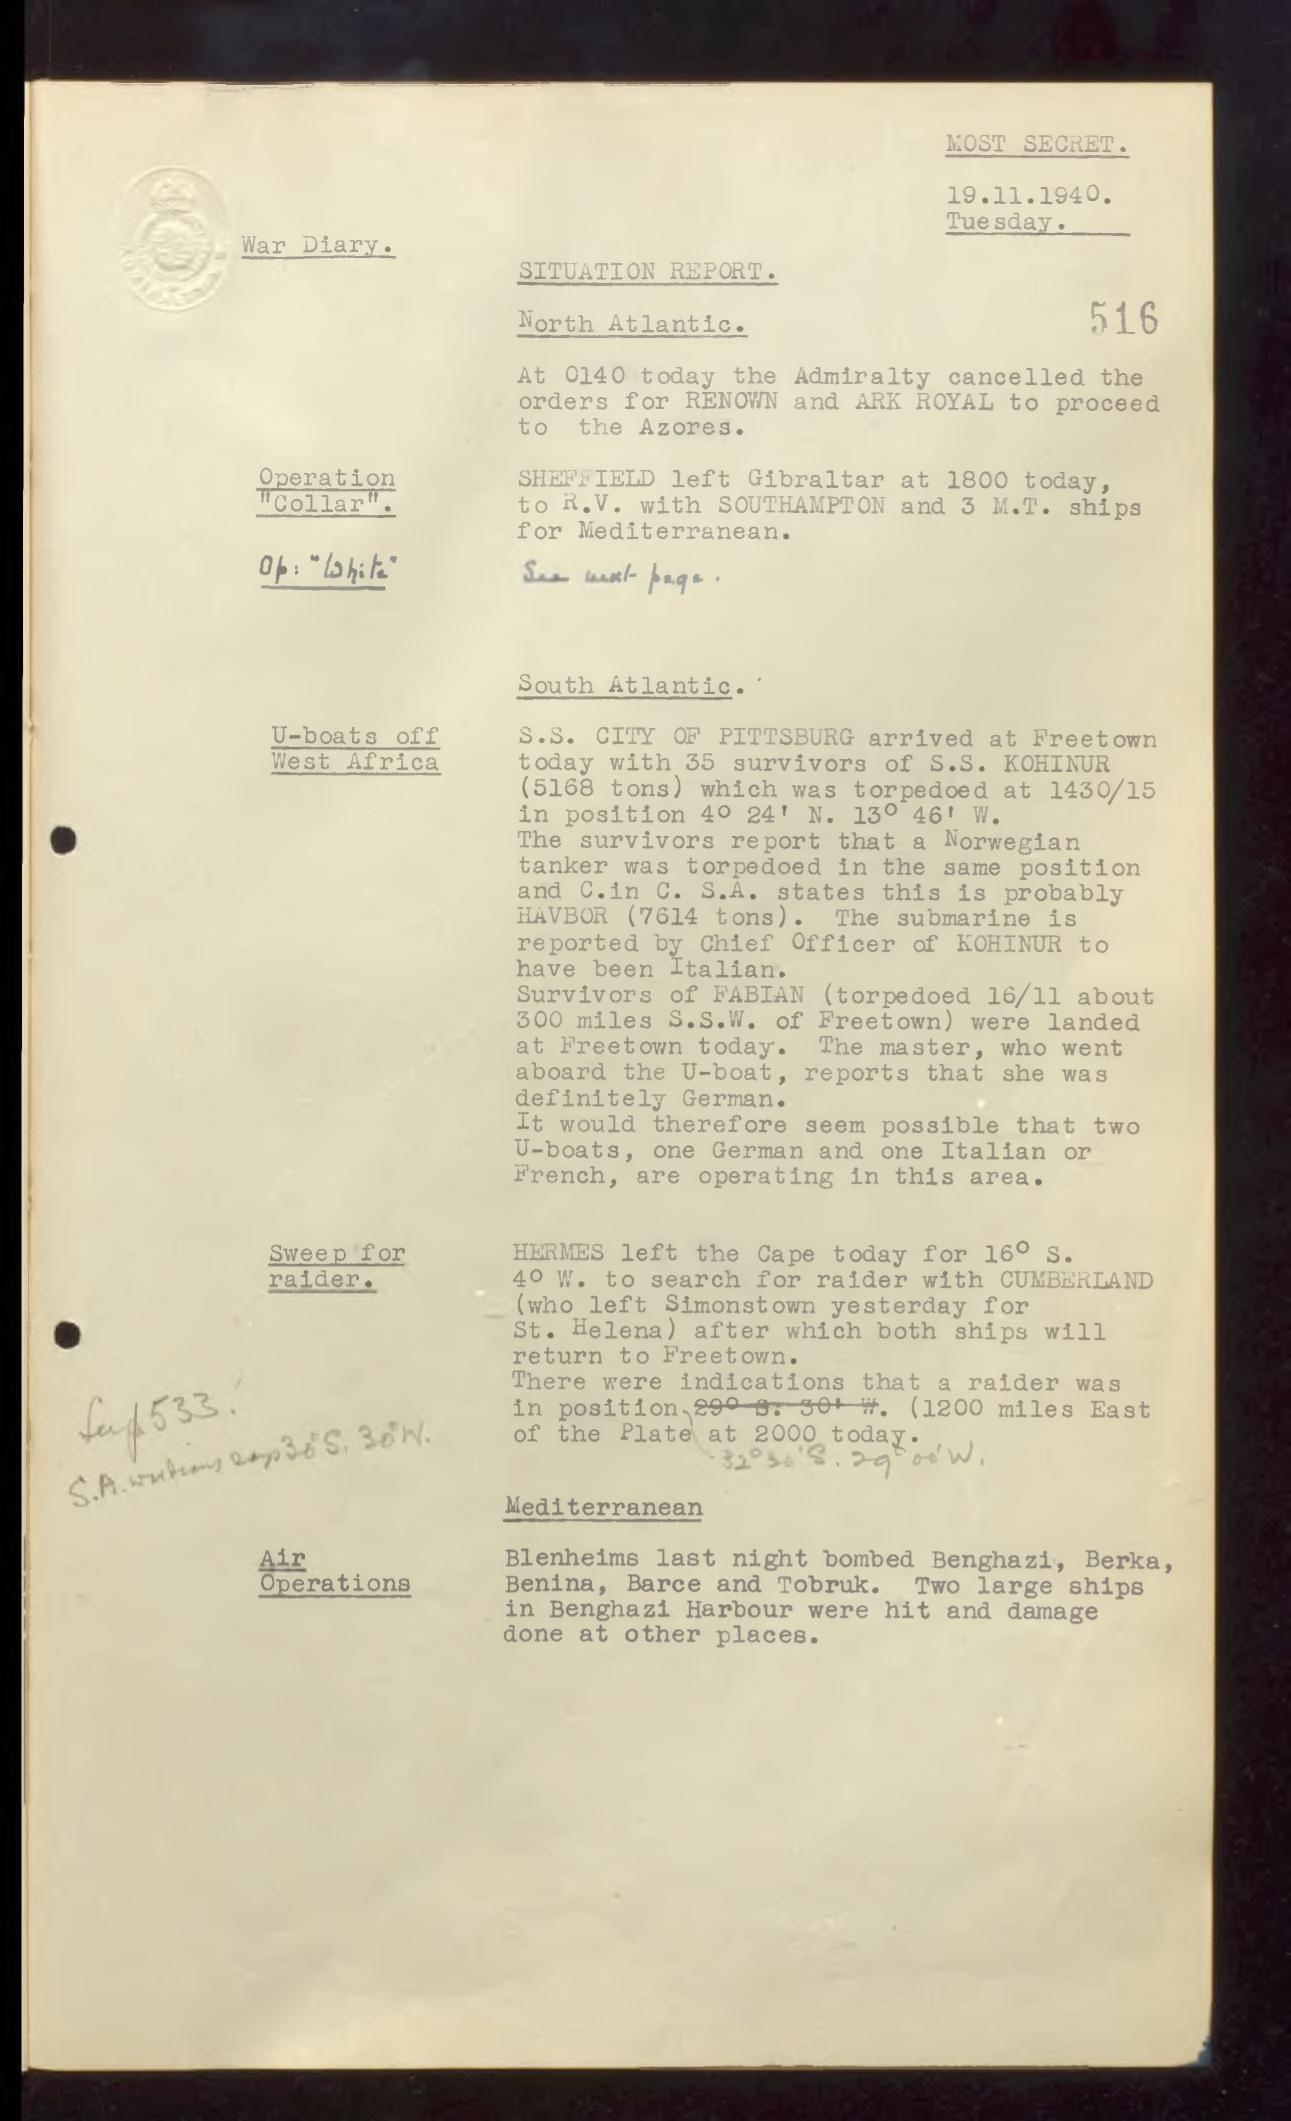 MOST SECRET.
19.11.1940.
Tuesday.
War Diary.
SITUATION REPORT.
516
North Atlantic.
At 0140 today the Admiralty cancelled the
orders for RENOWN and ARK ROYAL to proceed
to the Azores.
Operation
"Collar".
SHEFFIELD left Gibraltar at 1800 today,
to R.V. with SOUTHAMPTON and 3 M.T. ships
for Mediterranean.
Op: "White"
See next page.
South Atlantic.
U-boats off
West Africa
S.S. CITY OF PITTSBURG arrived at Freetown
today with 35 survivors of S.S. KOHINUR
(5168 tons) which was torpedoed at 1430/15
in position 4° 24' N. 13° 46' W.
The survivors report that a Norwegian
tanker was torpedoed in the same position
and C.in C. S.A. states this is probably
HAVBOR (7614 tons). The submarine is
reported by Chief Officer of KOHINUR to
have been Italian.
Survivors of FABIAN (torpedoed 16/11 about
300 miles S.S.W. of Freetown) were landed
at Freetown today. The master, who went
aboard the U-boat, reports that she was
definitely German.
It would therefore seem possible that two
U-boats, one German and one Italian or
French, are operating in this area.
Sweep for
raider.
HERMES left the Cape today for 16° S.
4° W. to search for raider with CUMBERLAND
(who left Simonstown yesterday for
St. Helena) after which both ships will
return to Freetown.
There were indications that a raider was
in position 29° S. 30' W. (1200 miles East
of the Plate at 2000 today.
32° 30' S. 29° 00' W.
533
S.A. 30°S. 30°W.
Mediterranean
Air
Operations
Blenheims last night bombed Benghazi, Berka,
Benina, Barce and Tobruk. Two large ships
in Benghazi Harbour were hit and damage
done at other places.